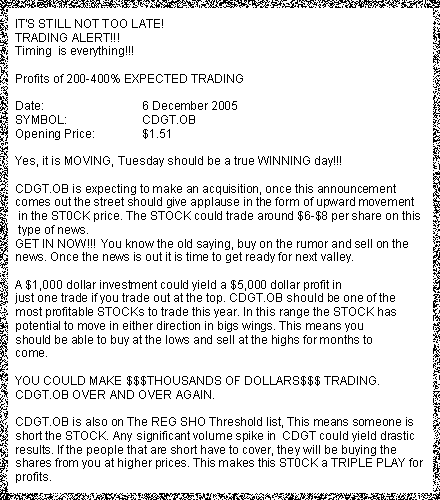 IT'S STILL NOT TOO LATE!
TRADING ALERT!!!
Timing is everything!!!
Profits of 200-400% EXPECTED TRADING
Date: 6 December 2005
SYMBOL: CDGT.OB
Opening Price: $1.51
Yes, it is MOVING, Tuesday should be a true WINNING day!!!
CDGT.OB is expecting to make an acquisition, once this announcement
comes out the street should give applause in the form of upward movement
in the ST0CK price. The STOCK could trade around $6-$8 per share on this
type of news.
GET IN NOW!!! You know the old saying, buy on the rumor and sell on the
news. Once the news is out it is time to get ready for next valley.
A $1,000 dollar investment could yield a $5,000 dollar profit in
just one trade if you trade out at the top. CDGT.OB should be one of the
most profitable STOCKs to trade this year. In this range the STOCK has
potential to move in either direction in bigs wings. This means you
should be able to buy at the lows and sell at the highs for months to
come.
YOU COULD MAKE $$$THOUSANDS OF DOLLARS$$$ TRADING.
CDGT.OB OVER AND OVER AGAIN.
CDGT.OB is also on The REG SHO Threshold list, This means someone is
short the STOCK. Any significant volume spike in CDGT could yield drastic
results. If the people that are short have to cover, they will be buying the
shares from you at higher prices. This makes this ST0CK a TRIPLE PLAY for
profits.